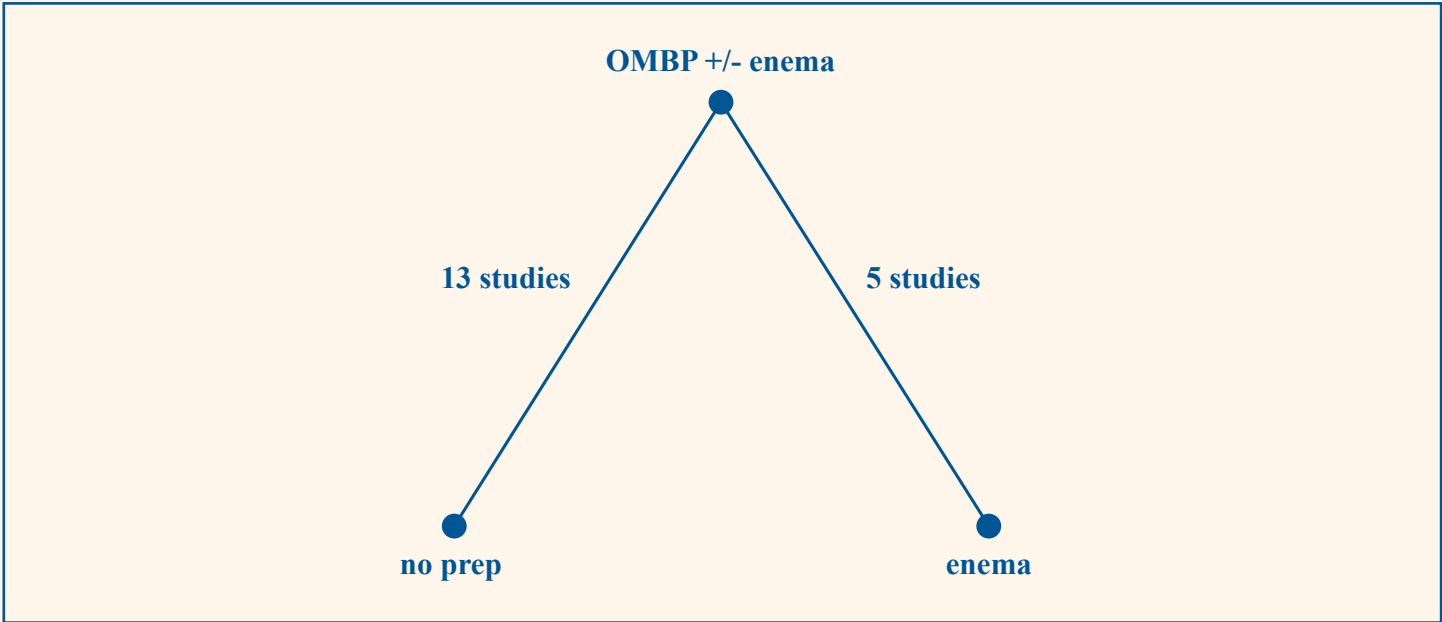 OMBP +/- enema
13 studies
5 studies
no prep
enema